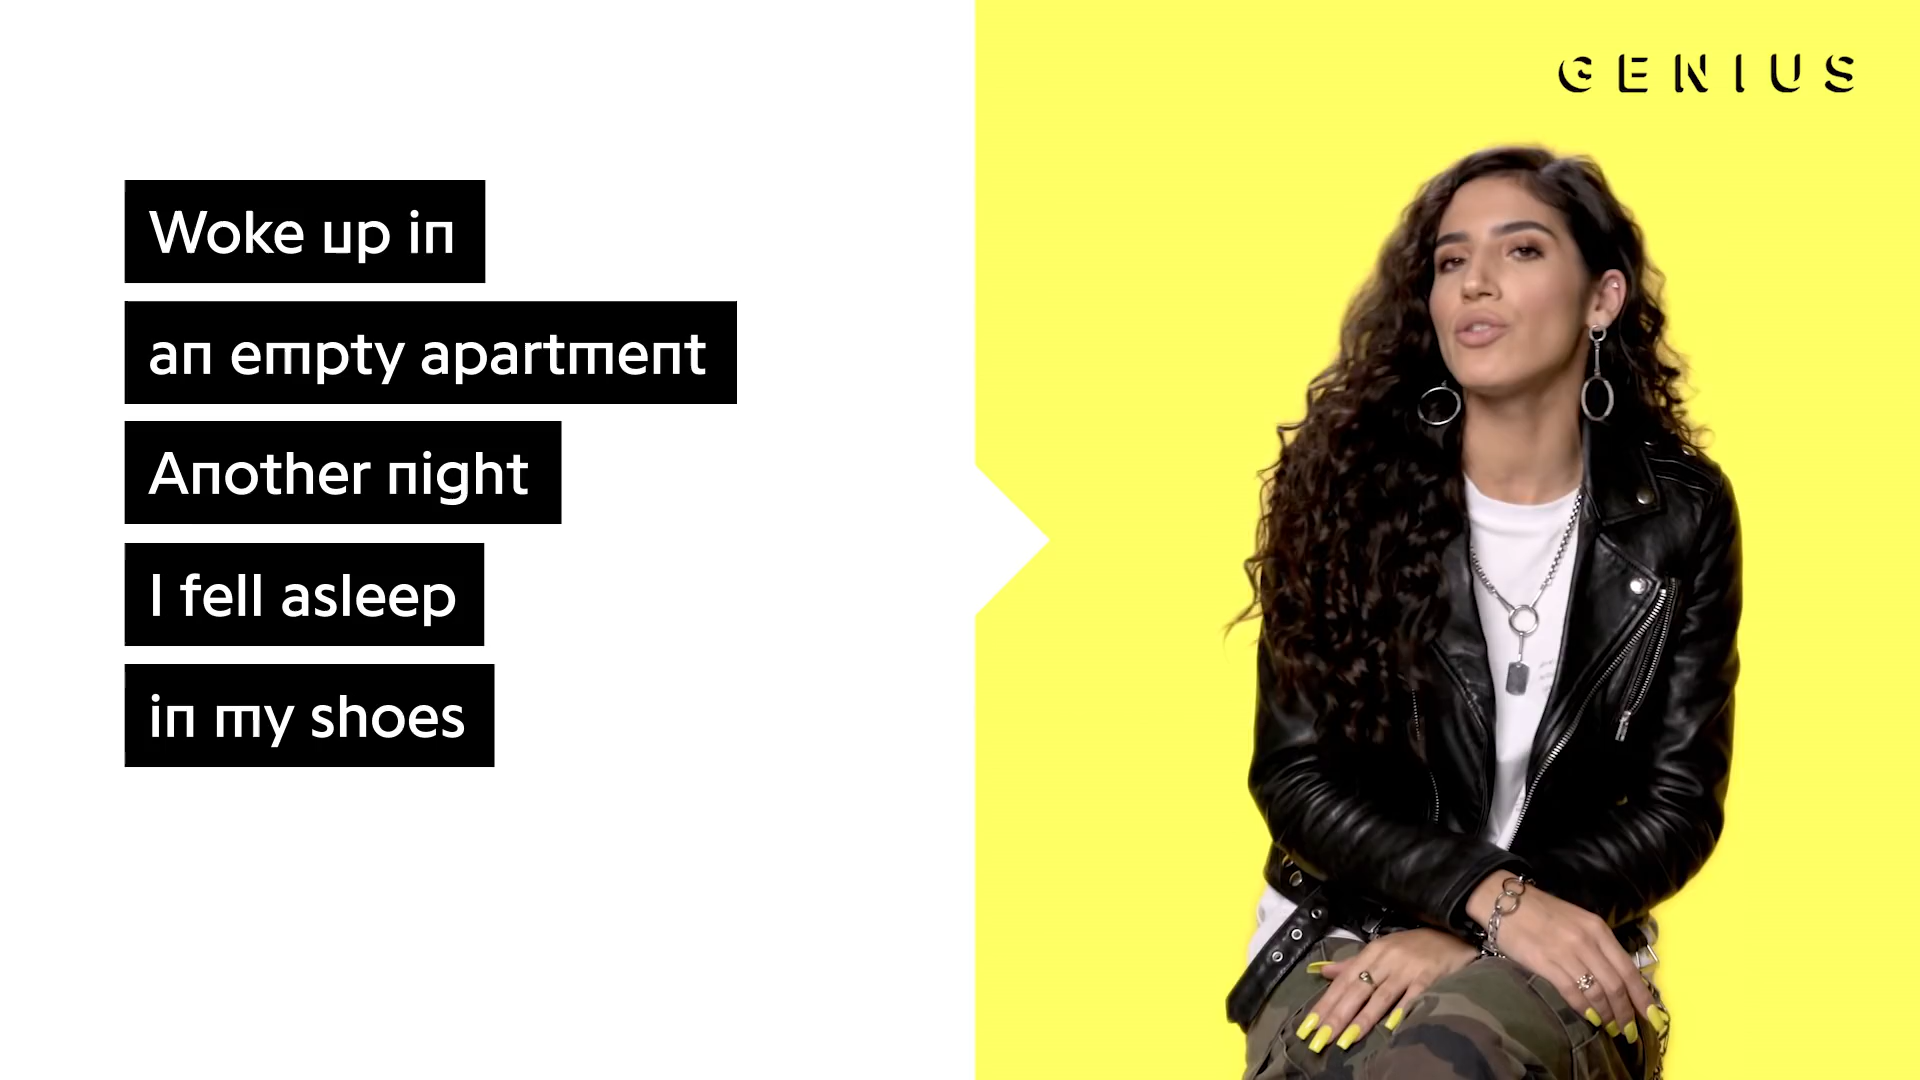 GENIUS
Woke up in
an empty apartment
Another night
I fell asleep
in my shoes